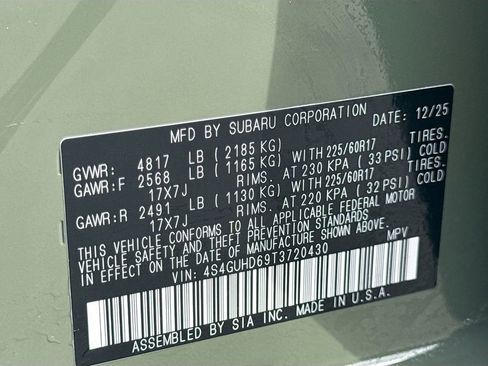 MFD BY SUBARU CORPORATION DATE: 12/25
GVWR: 4817 LB (2185 KG)
GAWR:F 2568 LB (1165 KG) WITH 225/60R17 TIRES.
17X7J RIMS. AT 230 KPA (33 PSI) COLD
GAWR:R 2491 LB (1130 KG) WITH 225/60R17 TIRES.
17X7J RIMS. AT 220 KPA (32 PSI) COLD
THIS VEHICLE CONFORMS TO ALL APPLICABLE FEDERAL MOTOR
VEHICLE SAFETY AND THEFT PREVENTION STANDARDS
IN EFFECT ON THE DATE OF MANUFACTURE SHOWN ABOVE.
VIN: 4S4GUHD69T3720430 MPV
ASSEMBLED BY SIA INC. MADE IN U.S.A.